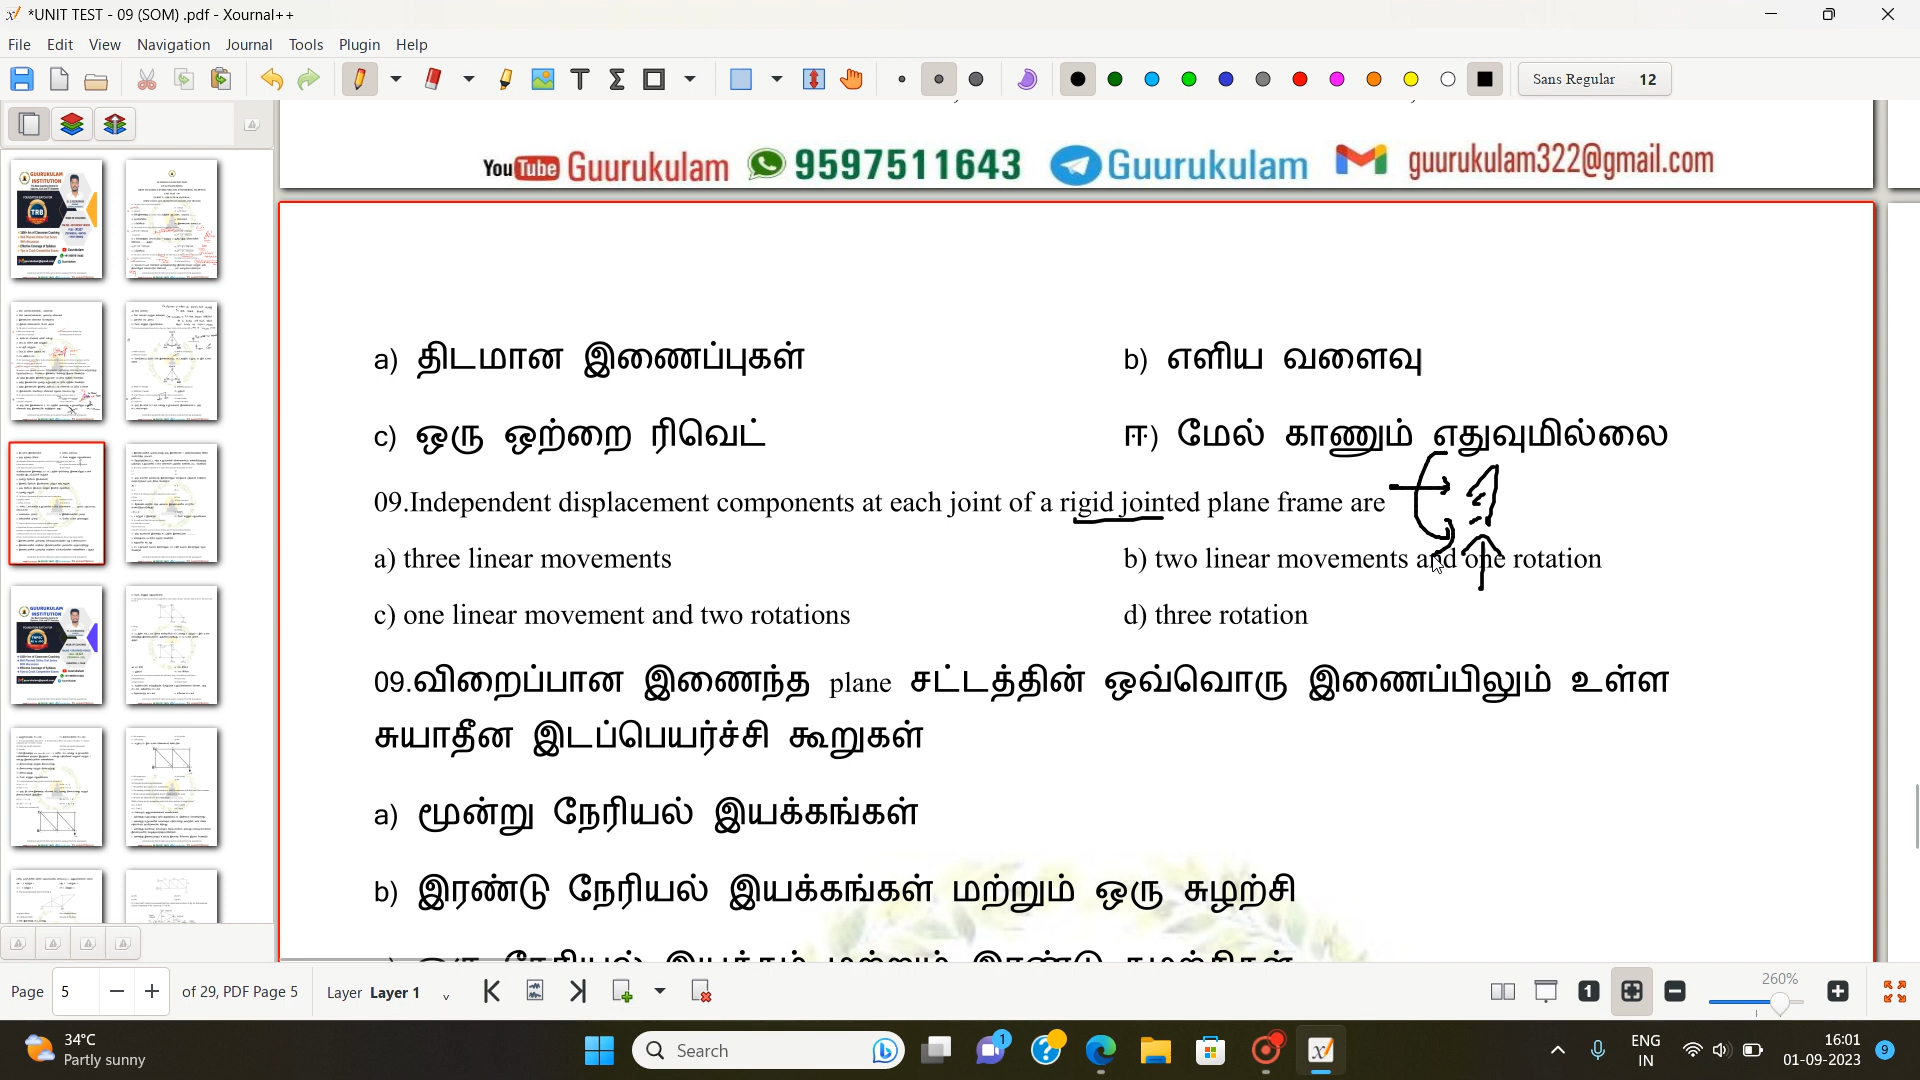 *UNIT TEST - 09 (SOM) .pdf - Xournal++
File Edit View Navigation Journal Tools Plugin Help
Sans Regular 12
YouTube Guurukulam 9597511643 Guurukulam guurukulam322@gmail.com
a) திடமான இணைப்புகள் b) எளிய வளைவு
c) ஒரு ஒற்றை ரிவெட் ஈ) மேல் காணும் எதுவுமில்லை
09.Independent displacement components at each joint of a rigid jointed plane frame are
a) three linear movements b) two linear movements and one rotation
c) one linear movement and two rotations d) three rotation
09.விறைப்பான இணைந்த plane சட்டத்தின் ஒவ்வொரு இணைப்பிலும் உள்ள
சுயாதீன இடப்பெயர்ச்சி கூறுகள்
a) மூன்று நேரியல் இயக்கங்கள்
b) இரண்டு நேரியல் இயக்கங்கள் மற்றும் ஒரு சுழற்சி
Page 5 of 29, PDF Page 5 Layer Layer 1 260%
34°C
Partly sunny
Search
ENG
IN
16:01
01-09-2023
9